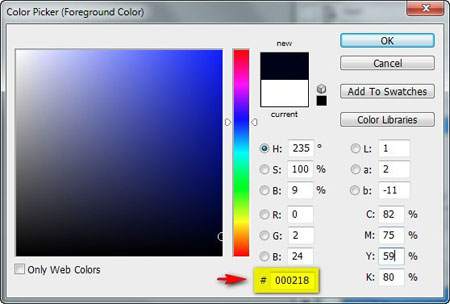 Color Picker (Foreground Color)
new
current
OK
Cancel
Add To Swatches
Color Libraries
H: 235 °
S: 100 %
B: 9 %
R: 0
G: 2
B: 24
# 000218
L: 1
a: 2
b: -11
C: 82 %
M: 75 %
Y: 59 %
K: 80 %
Only Web Colors